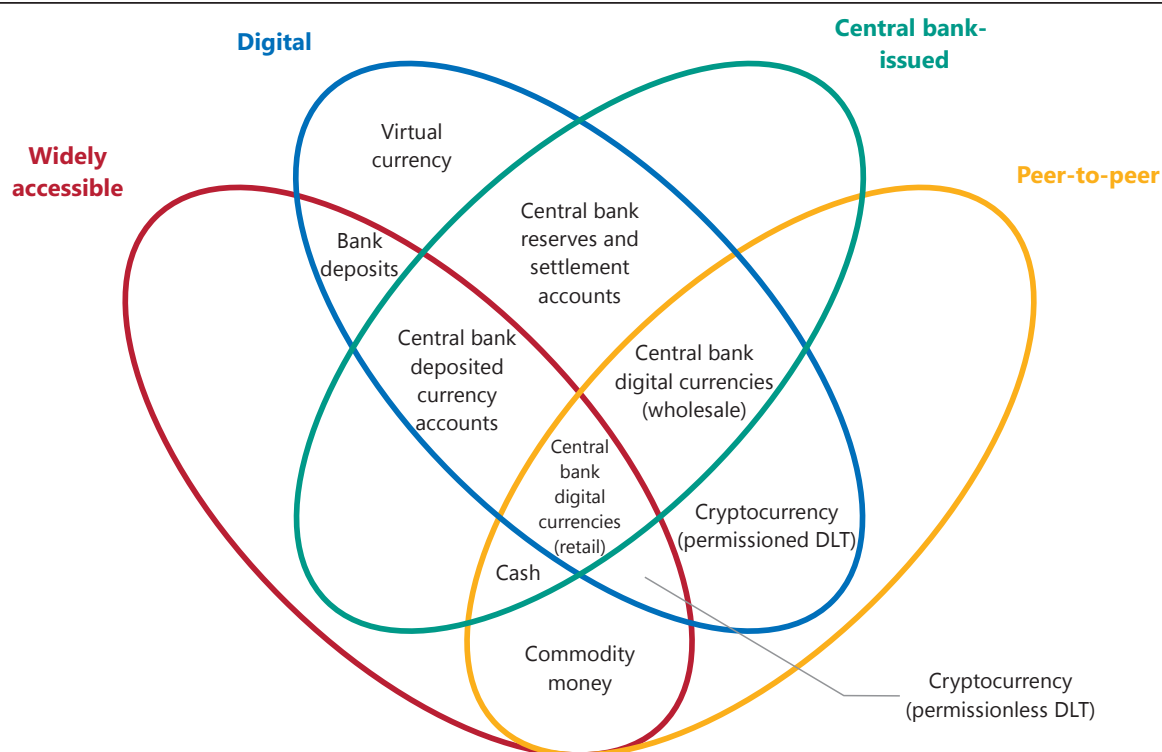 Digital
Central bank-
issued
Widely
accessible
Peer-to-peer
Virtual
currency
Bank
deposits
Central bank
reserves and
settlement
accounts
Central bank
deposited
currency
accounts
Central bank
digital currencies
(wholesale)
Central
bank
digital
currencies
(retail)
Cryptocurrency
(permissioned DLT)
Cash
Commodity
money
Cryptocurrency
(permissionless DLT)